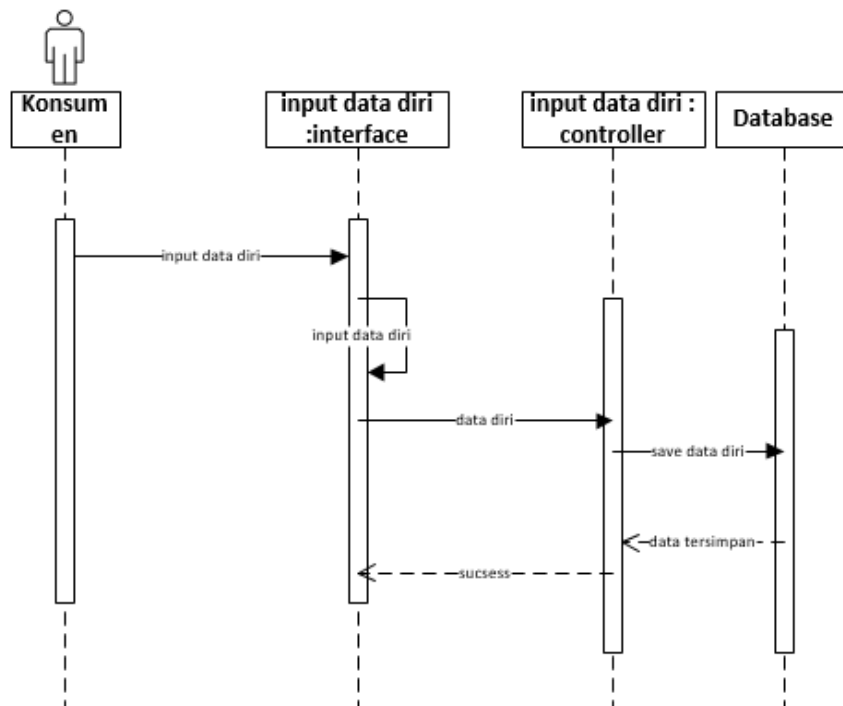 Konsum
en
input data diri
:interface
input data diri :
controller
Database
input data diri
input data diri
data diri
save data diri
data tersimpan
sucsess